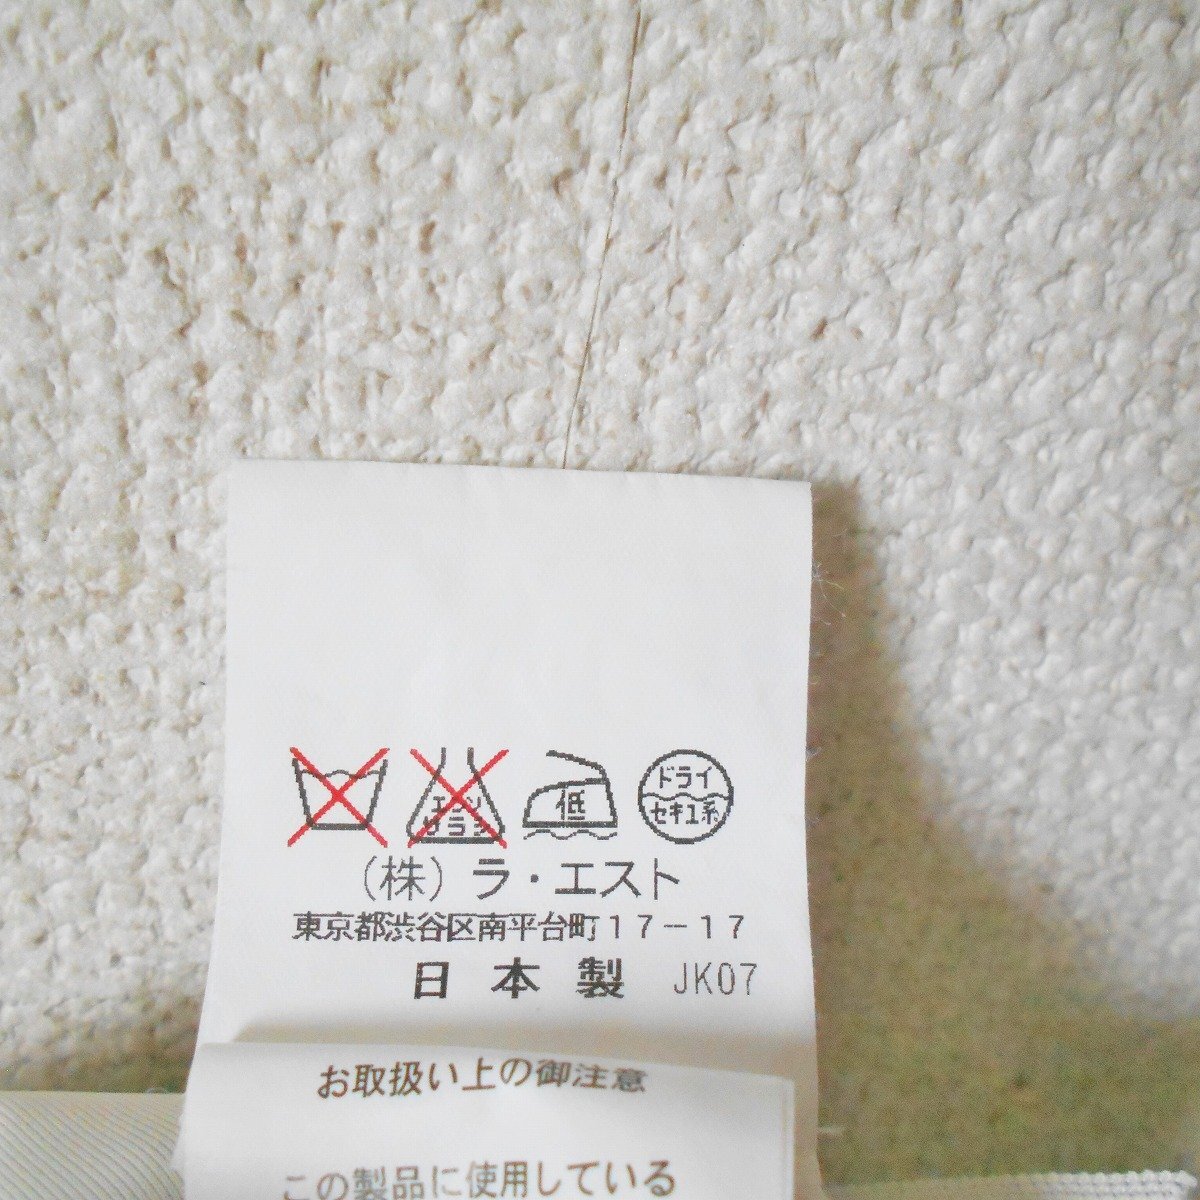 エンソ
サラシ
低
ドライ
セキユ系
（株）ラ・エスト
東京都渋谷区南平台町１７－１７
日本製 JK07
お取扱い上の御注意
この製品に使用している